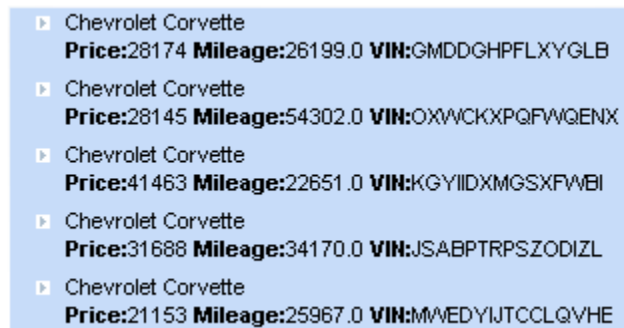 Chevrolet Corvette
Price:28174 Mileage:26199.0 VIN:GMDDGHPFLXYGLB
Chevrolet Corvette
Price:28145 Mileage:54302.0 VIN:OXWCKXPQFWQENX
Chevrolet Corvette
Price:41463 Mileage:22651.0 VIN:KGYIIDXMGSXFWBI
Chevrolet Corvette
Price:31688 Mileage:34170.0 VIN:JSABPTRPSZODIZL
Chevrolet Corvette
Price:21153 Mileage:25967.0 VIN:MWEDYIJTCCLQVHE